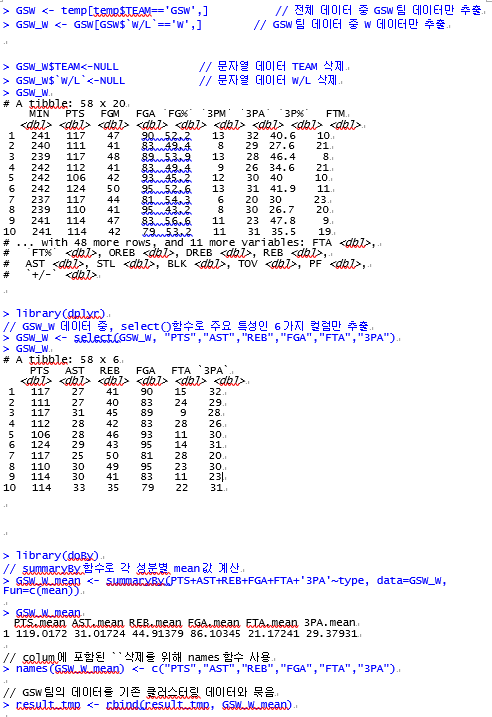 > GSW <- temp[temp$TEAM=='GSW',] // 전체 데이터 중 GSW팀 데이터만 추출
> GSW_W <- GSW[GSW$`W/L`=='W',] // GSW팀 데이터 중 W 데이터만 추출
> GSW_W$TEAM<-NULL // 문자열 데이터 TEAM 삭제
> GSW_W$`W/L`<-NULL // 문자열 데이터 W/L 삭제
> GSW_W
# A tibble: 58 x 20
MIN PTS FGM FGA `FG%` `3PM` `3PA` `3P%` FTM
<dbl> <dbl> <dbl> <dbl> <dbl> <dbl> <dbl> <dbl> <dbl>
1 241 117 47 90 52.2 13 32 40.6 10
2 240 111 41 83 49.4 8 29 27.6 21
3 239 117 48 89 53.9 13 28 46.4 8
4 242 112 41 83 49.4 9 26 34.6 21
5 242 106 42 93 45.2 12 30 40 10
6 242 124 50 95 52.6 13 31 41.9 11
7 237 117 44 81 54.3 6 20 30 23
8 239 110 41 95 43.2 8 30 26.7 20
9 241 114 47 83 56.6 11 23 47.8 9
10 241 114 42 79 53.2 11 31 35.5 19
# ... with 48 more rows, and 11 more variables: FTA <dbl>,
# `FT%` <dbl>, OREB <dbl>, DREB <dbl>, REB <dbl>,
# AST <dbl>, STL <dbl>, BLK <dbl>, TOV <dbl>, PF <dbl>,
# `+/-` <dbl>
> library(dplyr)
// GSW_W 데이터 중, select()함수로 주요 특성인 6가지 컬럼만 추출
> GSW_W <- select(GSW_W, "PTS","AST","REB","FGA","FTA","3PA")
> GSW_W
# A tibble: 58 x 6
PTS AST REB FGA FTA `3PA`
<dbl> <dbl> <dbl> <dbl> <dbl> <dbl>
1 117 27 41 90 15 32
2 111 27 40 83 24 29
3 117 31 45 89 9 28
4 112 28 42 83 28 26
5 106 28 46 93 11 30
6 124 29 43 95 14 31
7 117 25 50 81 28 20
8 110 30 49 95 23 30
9 114 30 41 83 11 23
10 114 33 35 79 22 31
> library(doBy)
// summaryBy함수로 각 성분별 mean값 계산
> GSW_W_mean <- summaryBy(PTS+AST+REB+FGA+FTA+'3PA'~type, data=GSW_W,
Fun=c(mean))
> GSW_W_mean
PTS.mean AST.mean REB.mean FGA.mean FTA.mean 3PA.mean
1 119.0172 31.01724 44.91379 86.10345 21.17241 29.37931
// colum에 포함된 ``삭제를 위해 names함수 사용
> names(GSW_W_mean) <- c("PTS","AST","REB","FGA","FTA","3PA")
// GSW팀의 데이터를 기존 클러스터링 데이터와 묶음
> result_tmp <- rbind(result_tmp, GSW_W_mean)